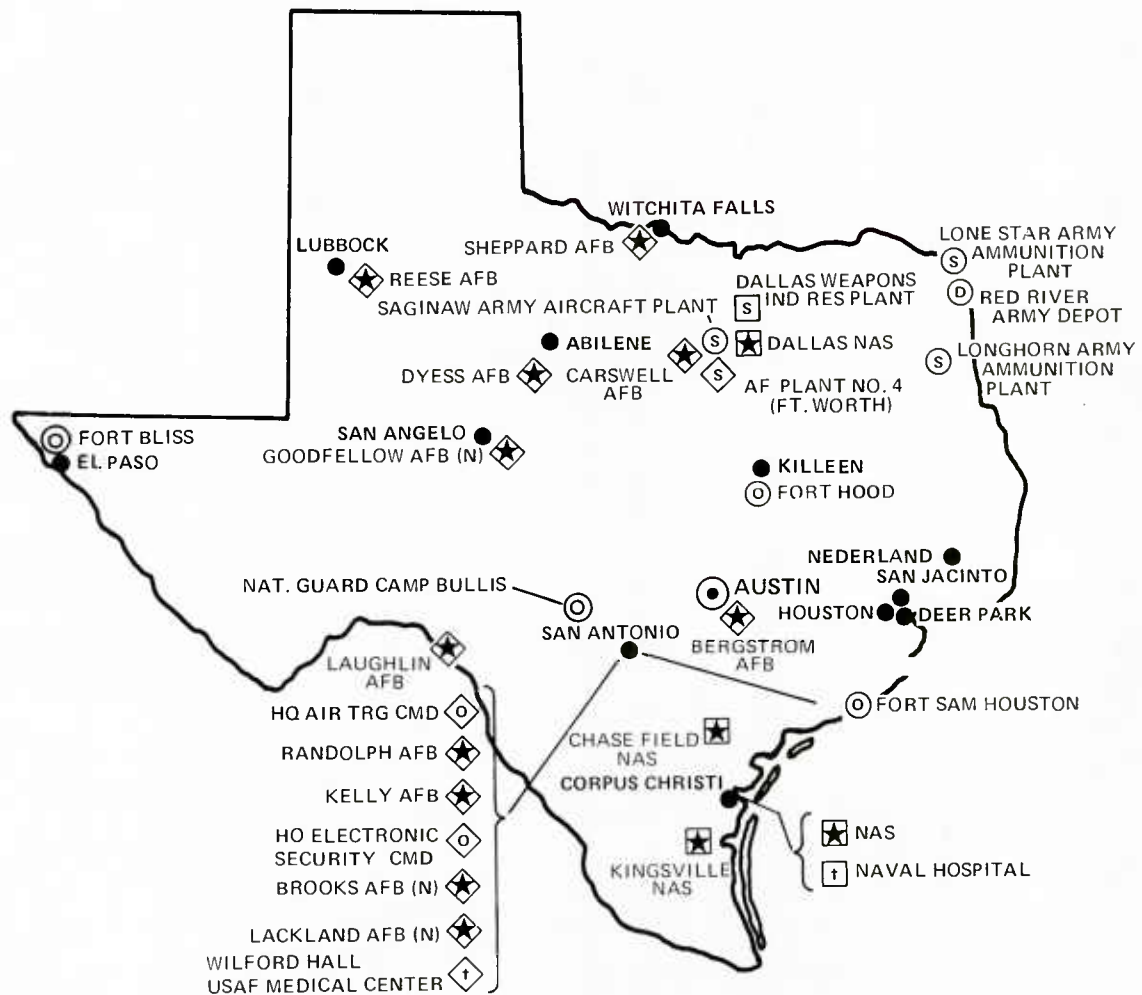 WITCHITA FALLS
SHEPPARD AFB
LUBBOCK
REESE AFB
LONE STAR ARMY
AMMUNITION
PLANT
S
D
RED RIVER
ARMY DEPOT
SAGINAW ARMY AIRCRAFT PLANT
S
DALLAS WEAPONS
IND RES PLANT
S
DALLAS NAS
ABILENE
DYESS AFB
CARSWELL
AFB
S
AF PLANT NO. 4
(FT. WORTH)
S
LONGHORN ARMY
AMMUNITION
PLANT
O
FORT BLISS
EL PASO
SAN ANGELO
GOODFELLOW AFB (N)
KILLEEN
O
FORT HOOD
NEDERLAND
SAN JACINTO
HOUSTON
DEER PARK
NAT. GUARD CAMP BULLIS
O
AUSTIN
SAN ANTONIO
BERGSTROM
AFB
LAUGHLIN
AFB
O
FORT SAM HOUSTON
HQ AIR TRG CMD
O
RANDOLPH AFB
KELLY AFB
HO ELECTRONIC
SECURITY CMD
O
BROOKS AFB (N)
LACKLAND AFB (N)
WILFORD HALL
USAF MEDICAL CENTER
CHASE FIELD
NAS
CORPUS CHRISTI
KINGSVILLE
NAS
NAS
NAVAL HOSPITAL